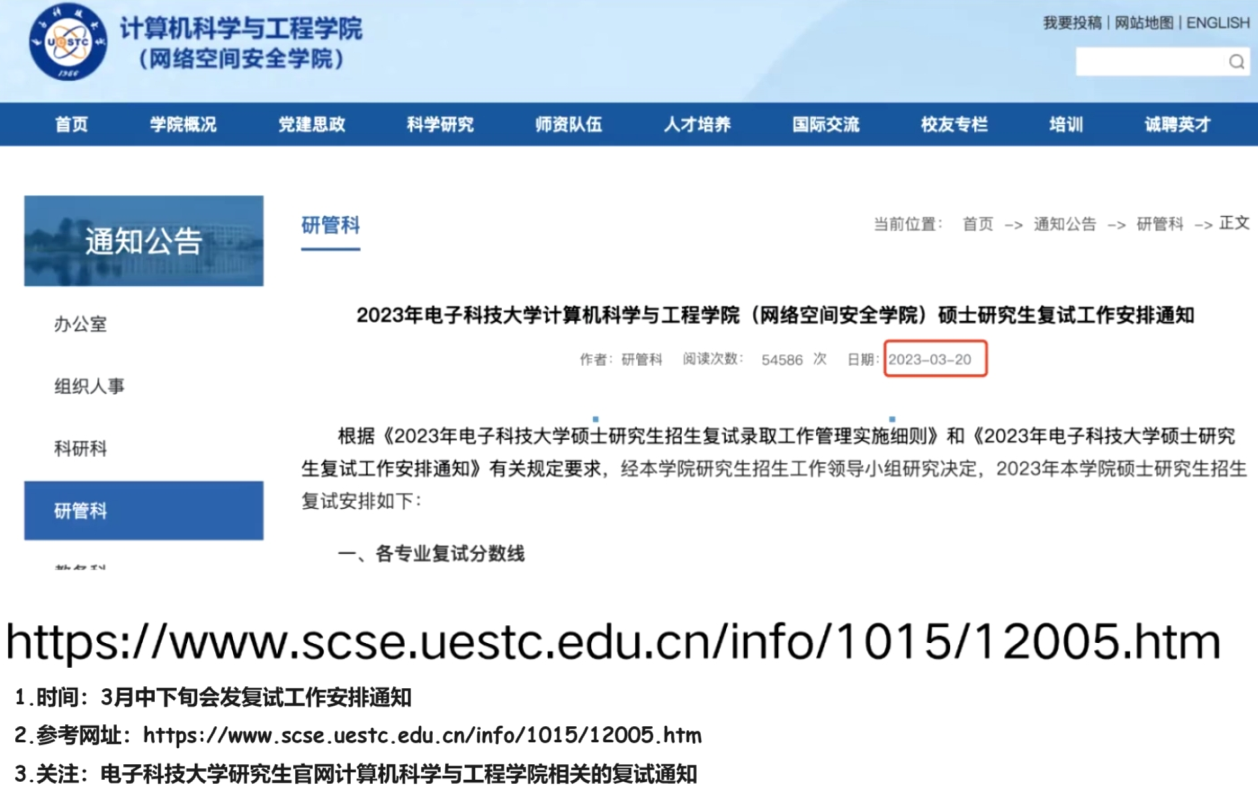 计算机科学与工程学院
（网络空间安全学院）
我要投稿 | 网站地图 | ENGLISH
UESTC
1956
首页 学院概况 党建思政 科学研究 师资队伍 人才培养 国际交流 校友专栏 培训 诚聘英才
通知公告
办公室
组织人事
科研科
研管科
教务科
研管科
当前位置： 首页 -> 通知公告 -> 研管科 -> 正文
2023年电子科技大学计算机科学与工程学院（网络空间安全学院）硕士研究生复试工作安排通知
作者：研管科 阅读次数： 54586 次 日期：2023-03-20
根据《2023年电子科技大学硕士研究生招生复试录取工作管理实施细则》和《2023年电子科技大学硕士研究
生复试工作安排通知》有关规定要求，经本学院研究生招生工作领导小组研究决定，2023年本学院硕士研究生招生
复试安排如下：
一、各专业复试分数线
https://www.scse.uestc.edu.cn/info/1015/12005.htm
1.时间：3月中下旬会发复试工作安排通知
2.参考网址：https://www.scse.uestc.edu.cn/info/1015/12005.htm
3.关注：电子科技大学研究生官网计算机科学与工程学院相关的复试通知